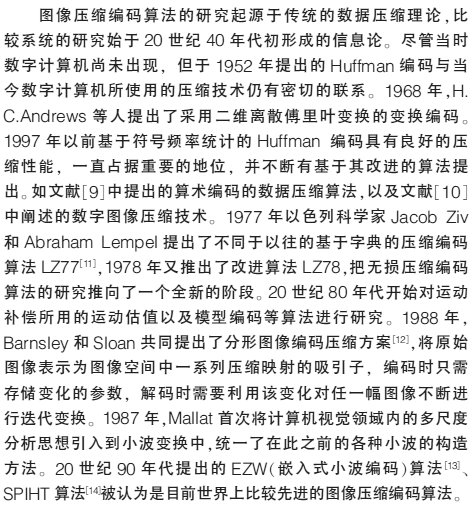 图像压缩编码算法的研究起源于传统的数据压缩理论,比
较系统的研究始于 20 世纪 40 年代初形成的信息论。尽管当时
数字计算机尚未出现，但于 1952 年提出的 Huffman 编码与当
今数字计算机所使用的压缩技术仍有密切的联系。1968 年,H.
C.Andrews 等人提出了采用二维离散傅里叶变换的变换编码。
1997 年以前基于符号频率统计的 Huffman 编码具有良好的压
缩性能，一直占据重要的地位，并不断有基于其改进的算法提
出。如文献[9]中提出的算术编码的数据压缩算法,以及文献[10]
中阐述的数字图像压缩技术。1977 年以色列科学家 Jacob Ziv
和 Abraham Lempel 提出了不同于以往的基于字典的压缩编码
算法 LZ77[11],1978 年又推出了改进算法 LZ78,把无损压缩编码
算法的研究推向了一个全新的阶段。20 世纪 80 年代开始对运动
补偿所用的运动估值以及模型编码等算法进行研究。1988 年,
Barnsley 和 Sloan 共同提出了分形图像编码压缩方案[12],将原始
图像表示为图像空间中一系列压缩映射的吸引子，编码时只需
存储变化的参数，解码时需要利用该变化对任一幅图像不断进
行迭代变换。1987 年,Mallat 首次将计算机视觉领域内的多尺度
分析思想引入到小波变换中,统一了在此之前的各种小波的构造
方法。20 世纪 90 年代提出的 EZW(嵌入式小波编码)算法[13]、
SPIHT 算法[14]被认为是目前世界上比较先进的图像压缩编码算法。